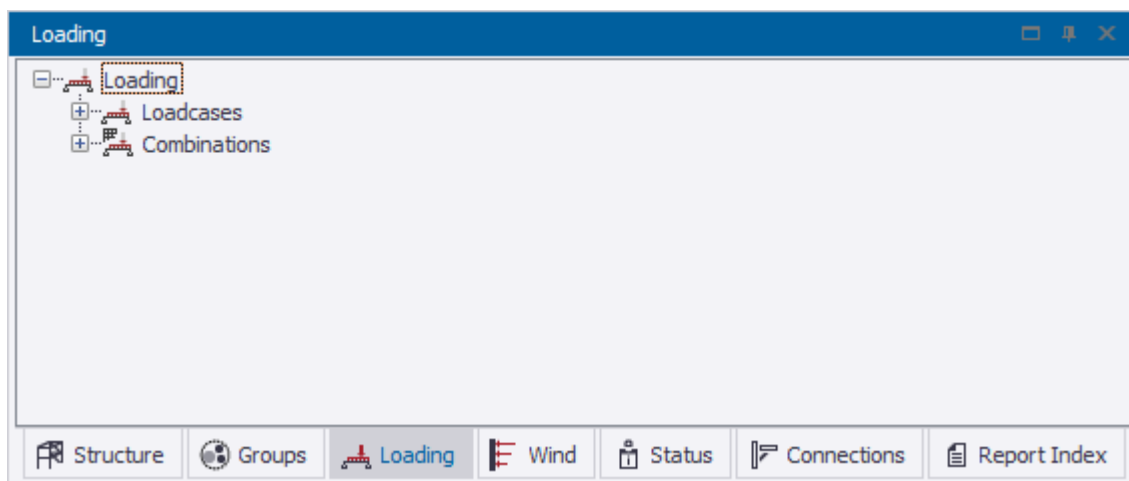 Loading
Loading
Loadcases
Combinations
Structure Groups Loading Wind Status Connections Report Index